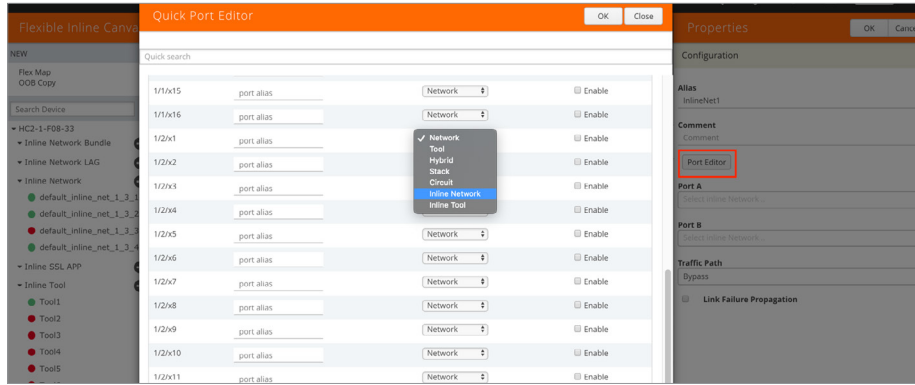 Flexible Inline Canva
NEW
Flex Map
OOB Copy
Search Device
HC2-1-F08-33
Inline Network Bundle
Inline Network LAG
Inline Network
default_inline_net_1_3_1
default_inline_net_1_3_2
default_inline_net_1_3_3
default_inline_net_1_3_4
Inline SSL APP
Inline Tool
Tool1
Tool2
Tool3
Tool4
Tool5
Quick Port Editor
OK Close
Quick search
1/1/x15 port alias Network Enable
1/1/x16 port alias Network Enable
1/2/x1 port alias Enable
1/2/x2 port alias Enable
1/2/x3 port alias Enable
1/2/x4 port alias Enable
1/2/x5 port alias Network Enable
1/2/x6 port alias Network Enable
1/2/x7 port alias Network Enable
1/2/x8 port alias Network Enable
1/2/x9 port alias Network Enable
1/2/x10 port alias Network Enable
1/2/x11 port alias Network Enable
✓ Network
Tool
Hybrid
Stack
Circuit
Inline Network
Inline Tool
Properties
OK Cance
Configuration
Alias
InlineNet1
Comment
Comment
Port Editor
Port A
Select Inline Network...
Port B
Select Inline Network...
Traffic Path
Bypass
Link Failure Propagation